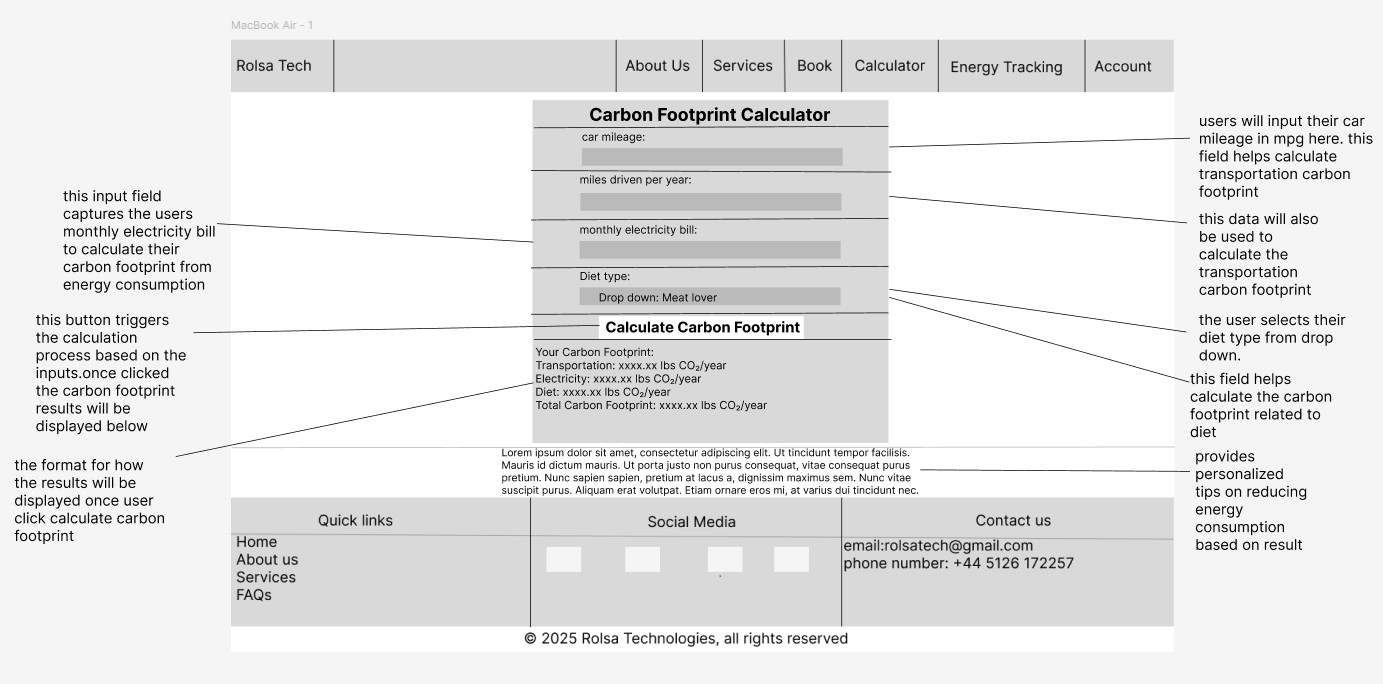 MacBook Air - 1
Rolsa Tech
About Us
Services
Book
Calculator
Energy Tracking
Account
Carbon Footprint Calculator
car mileage:
miles driven per year:
monthly electricity bill:
Diet type:
Drop down: Meat lover
Calculate Carbon Footprint
Your Carbon Footprint:
Transportation: xxxx.xx lbs CO₂/year
Electricity: xxxx.xx lbs CO₂/year
Diet: xxxx.xx lbs CO₂/year
Total Carbon Footprint: xxxx.xx lbs CO₂/year
this input field
captures the users
monthly electricity bill
to calculate their
carbon footprint from
energy consumption
this button triggers
the calculation
process based on the
inputs.once clicked
the carbon footprint
results will be
displayed below
the format for how
the results will be
displayed once user
click calculate carbon
footprint
users will input their car
mileage in mpg here. this
field helps calculate
transportation carbon
footprint
this data will also
be used to
calculate the
transportation
carbon footprint
the user selects their
diet type from drop
down.
this field helps
calculate the carbon
footprint related to
diet
provides
personalized
tips on reducing
energy
consumption
based on result
Lorem ipsum dolor sit amet, consectetur adipiscing elit. Ut tincidunt tempor facilisis.
Mauris id dictum mauris. Ut porta justo non purus consequat, vitae consequat purus
pretium. Nunc sapien sapien, pretium at lacus a, dignissim maximus sem. Nunc vitae
suscipit purus. Aliquam erat volutpat. Etiam ornare eros mi, at varius dui tincidunt nec.
Quick links
Home
About us
Services
FAQs
Social Media
Contact us
email:rolsatech@gmail.com
phone number: +44 5126 172257
© 2025 Rolsa Technologies, all rights reserved